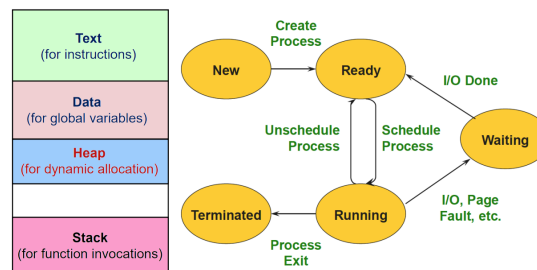 Text
(for instructions)
Data
(for global variables)
Heap
(for dynamic allocation)
Stack
(for function invocations)
Create
Process
New
Ready
I/O Done
Unschedule
Process
Schedule
Process
Waiting
Terminated
Running
I/O, Page
Fault, etc.
Process
Exit